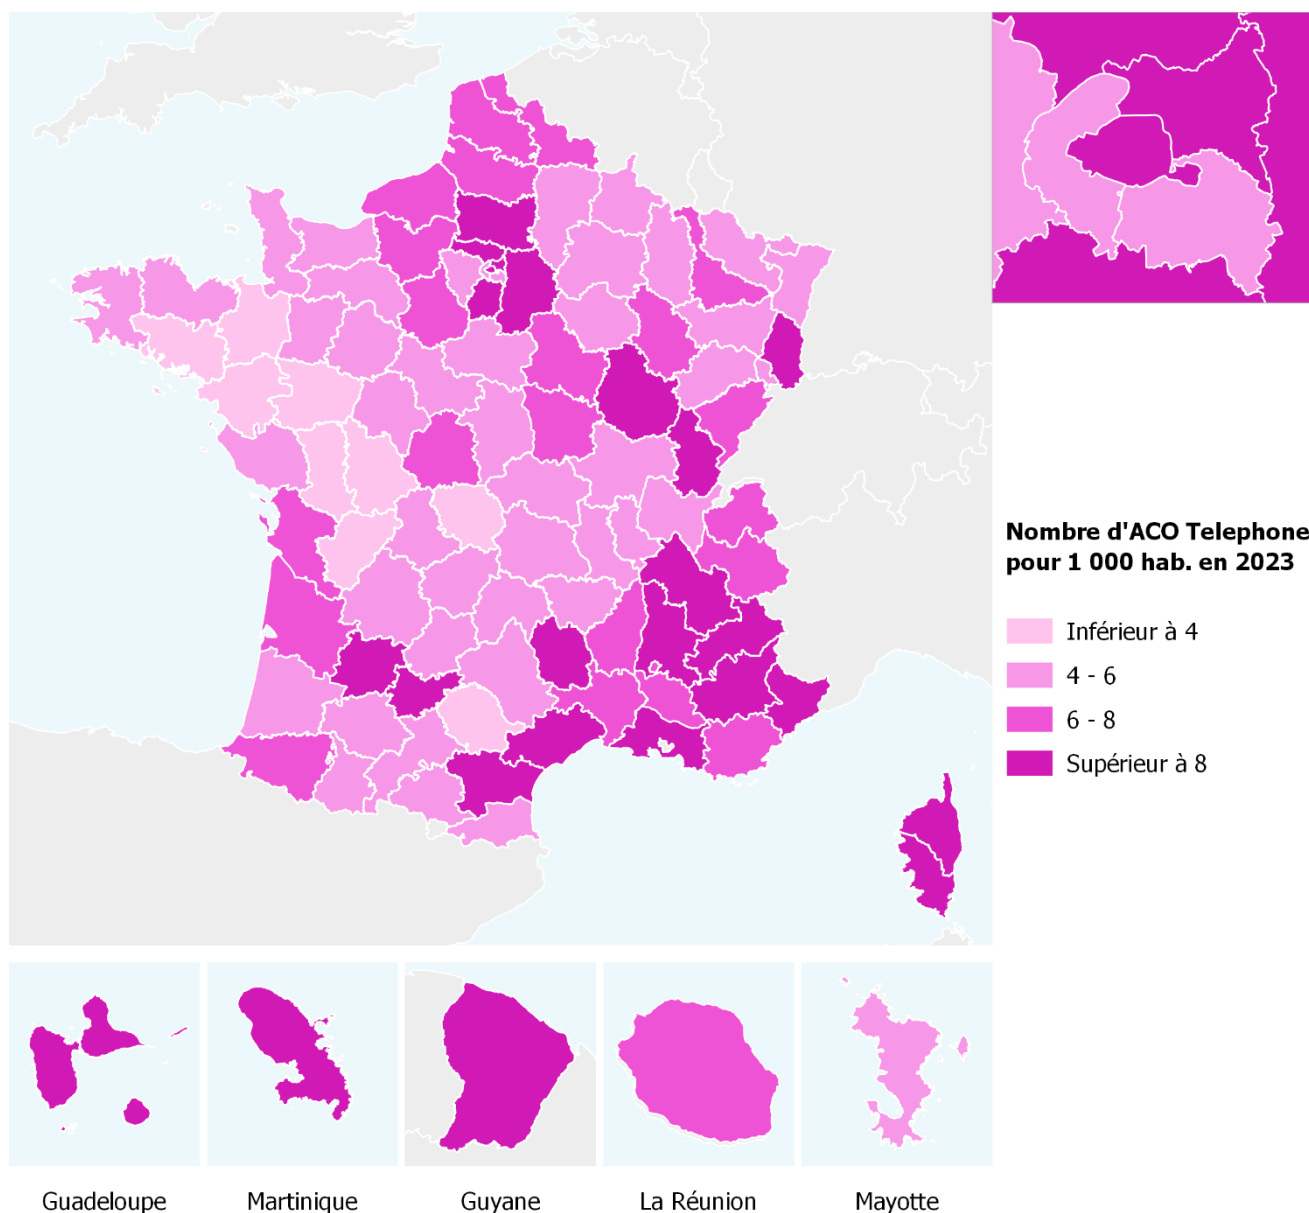 Nombre d'ACO Telephone
pour 1 000 hab. en 2023
Inférieur à 4
4 - 6
6 - 8
Supérieur à 8
Guadeloupe
Martinique
Guyane
La Réunion
Mayotte